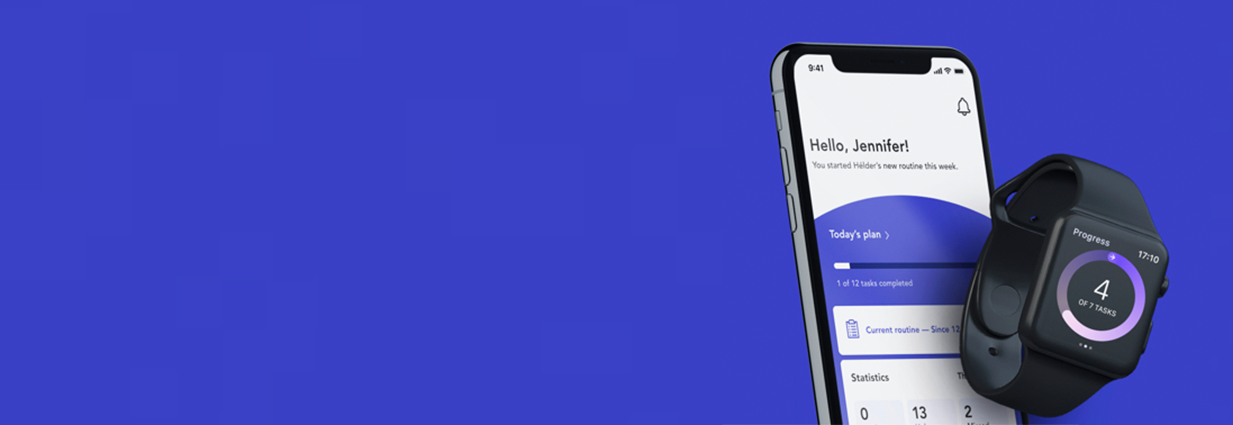 9:41
Hello, Jennifer!
You started Hélder's new routine this week.
Today's plan
1 of 12 tasks completed
Current routine — Since 12
Statistics
0 13 2
Progress
17:10
4
OF 7 TASKS